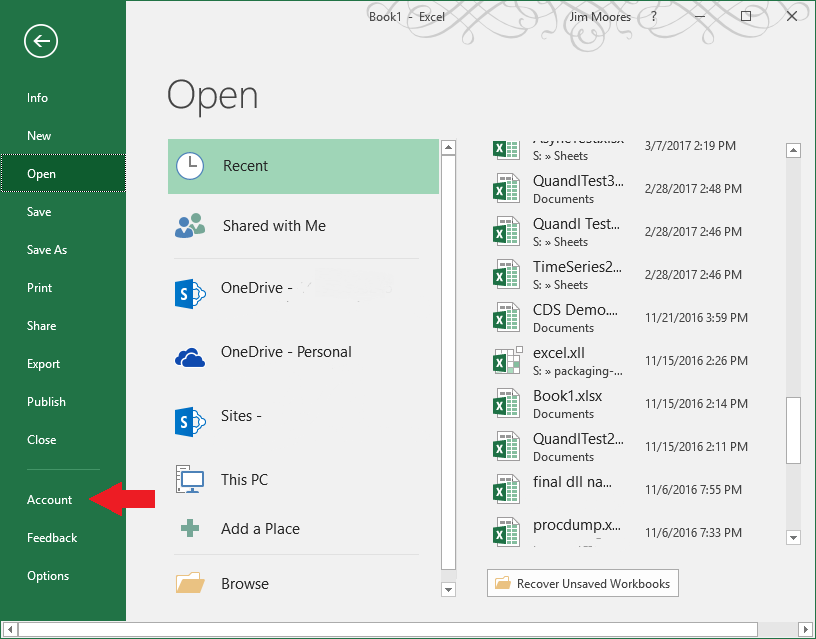 Book1 - Excel
Jim Moores
?
Info
New
Open
Save
Save As
Print
Share
Export
Publish
Close
Account
Feedback
Options
Open
Recent
Shared with Me
OneDrive -
OneDrive - Personal
Sites -
This PC
Add a Place
Browse
3/7/2017 2:19 PM
S: » Sheets
QuandlTest3... 2/28/2017 2:48 PM
Documents
Quandl Test... 2/28/2017 2:46 PM
S: » Sheets
TimeSeries2... 2/28/2017 2:46 PM
S: » Sheets
CDS Demo.... 11/21/2016 3:59 PM
Documents
excel.xll 11/15/2016 2:26 PM
S: » packaging-...
Book1.xlsx 11/15/2016 2:14 PM
Documents
QuandlTest2... 11/15/2016 2:11 PM
Documents
final dll na... 11/6/2016 7:55 PM
procdump.x... 11/6/2016 7:33 PM
Recover Unsaved Workbooks